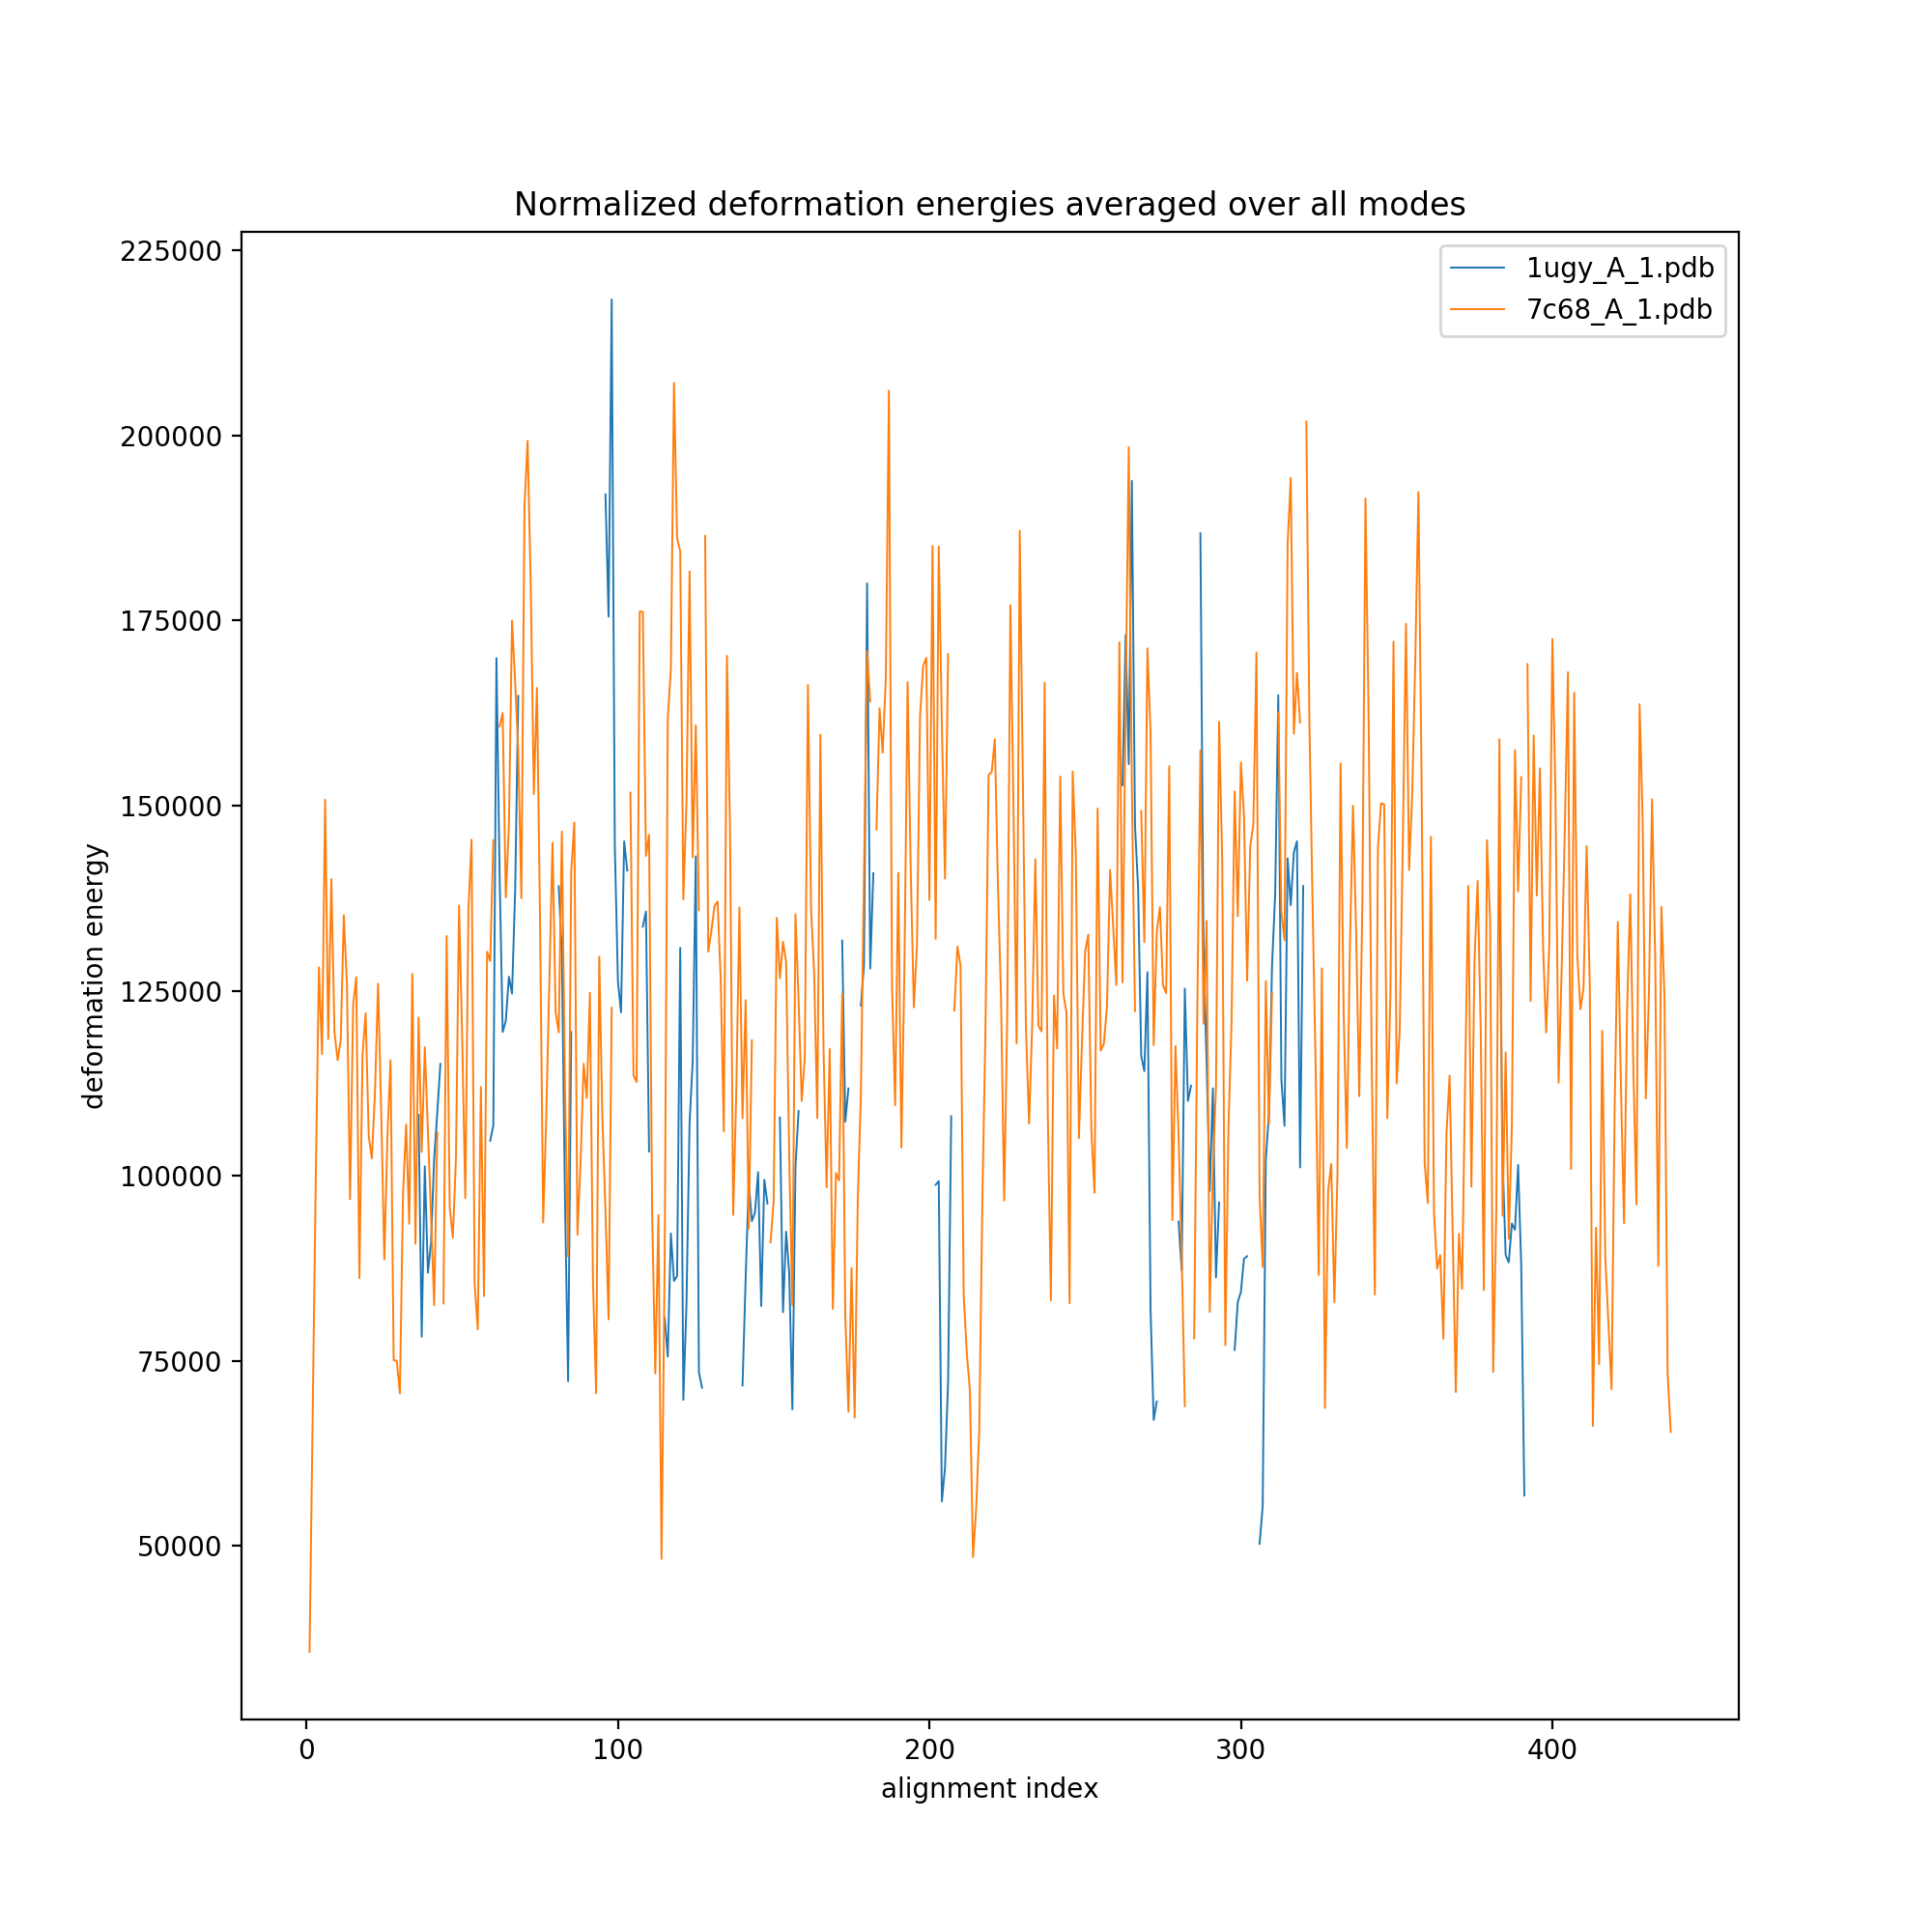 Normalized deformation energies averaged over all modes
225000
200000
175000
150000
125000
100000
75000
50000
deformation energy
1ugy_A_1.pdb
7c68_A_1.pdb
0 100 200 300 400
alignment index